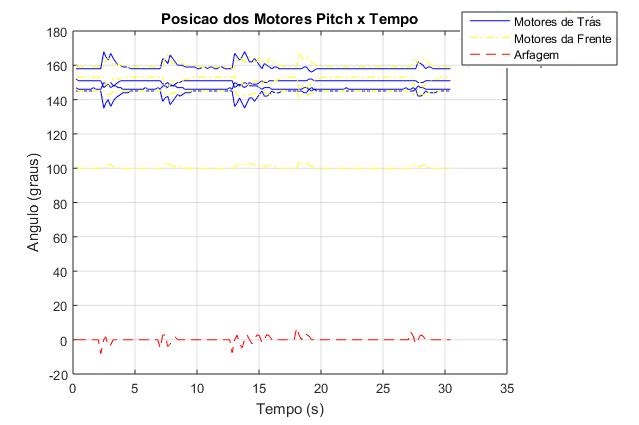 Posicao dos Motores Pitch x Tempo
Motores de Trás
Motores da Frente
Arfagem
180
160
140
120
100
80
60
40
20
0
-20
Angulo (graus)
0 5 10 15 20 25 30 35
Tempo (s)